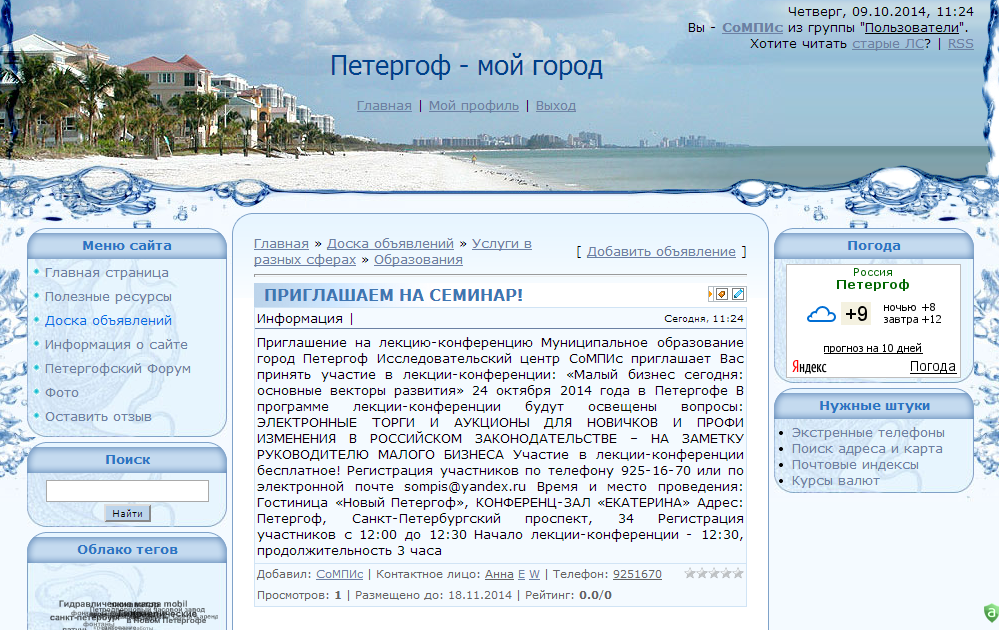 Четверг, 09.10.2014, 11:24
Вы - СоМПИс из группы "Пользователи".
Хотите читать старые ЛС? | RSS
Петергоф - мой город
Главная | Мой профиль | Выход
Меню сайта
Главная страница
Полезные ресурсы
Доска объявлений
Информация о сайте
Петергофский Форум
Фото
Оставить отзыв
Поиск
Найти
Облако тегов
Гидравлические
mobil
санкт-петербург
фонтаны
в Новом Петергофе
Главная » Доска объявлений » Услуги в
разных сферах » Образования
[ Добавить объявление ]
ПРИГЛАШАЕМ НА СЕМИНАР!
Информация |
Сегодня, 11:24
Приглашение на лекцию-конференцию Муниципальное образование
город Петергоф Исследовательский центр СоМПИс приглашает Вас
принять участие в лекции-конференции: «Малый бизнес сегодня:
основные векторы развития» 24 октября 2014 года в Петергофе В
программе лекции-конференции будут освещены вопросы:
ЭЛЕКТРОННЫЕ ТОРГИ И АУКЦИОНЫ ДЛЯ НОВИЧКОВ И ПРОФИ
ИЗМЕНЕНИЯ В РОССИЙСКОМ ЗАКОНОДАТЕЛЬСТВЕ – НА ЗАМЕТКУ
РУКОВОДИТЕЛЮ МАЛОГО БИЗНЕСА Участие в лекции-конференции
бесплатное! Регистрация участников по телефону 925-16-70 или по
электронной почте sompis@yandex.ru Время и место проведения:
Гостиница «Новый Петергоф», КОНФЕРЕНЦ-ЗАЛ «ЕКАТЕРИНА» Адрес:
Петергоф, Санкт-Петербургский проспект, 34 Регистрация
участников с 12:00 до 12:30 Начало лекции-конференции - 12:30,
продолжительность 3 часа
Добавил: СоМПИс | Контактное лицо: Анна E W | Телефон: 9251670
Просмотров: 1 | Размещено до: 18.11.2014 | Рейтинг: 0.0/0
Погода
Россия
Петергоф
+9
ночью +8
завтра +12
прогноз на 10 дней
Яндекс
Погода
Нужные штуки
Экстренные телефоны
Поиск адреса и карта
Почтовые индексы
Курсы валют